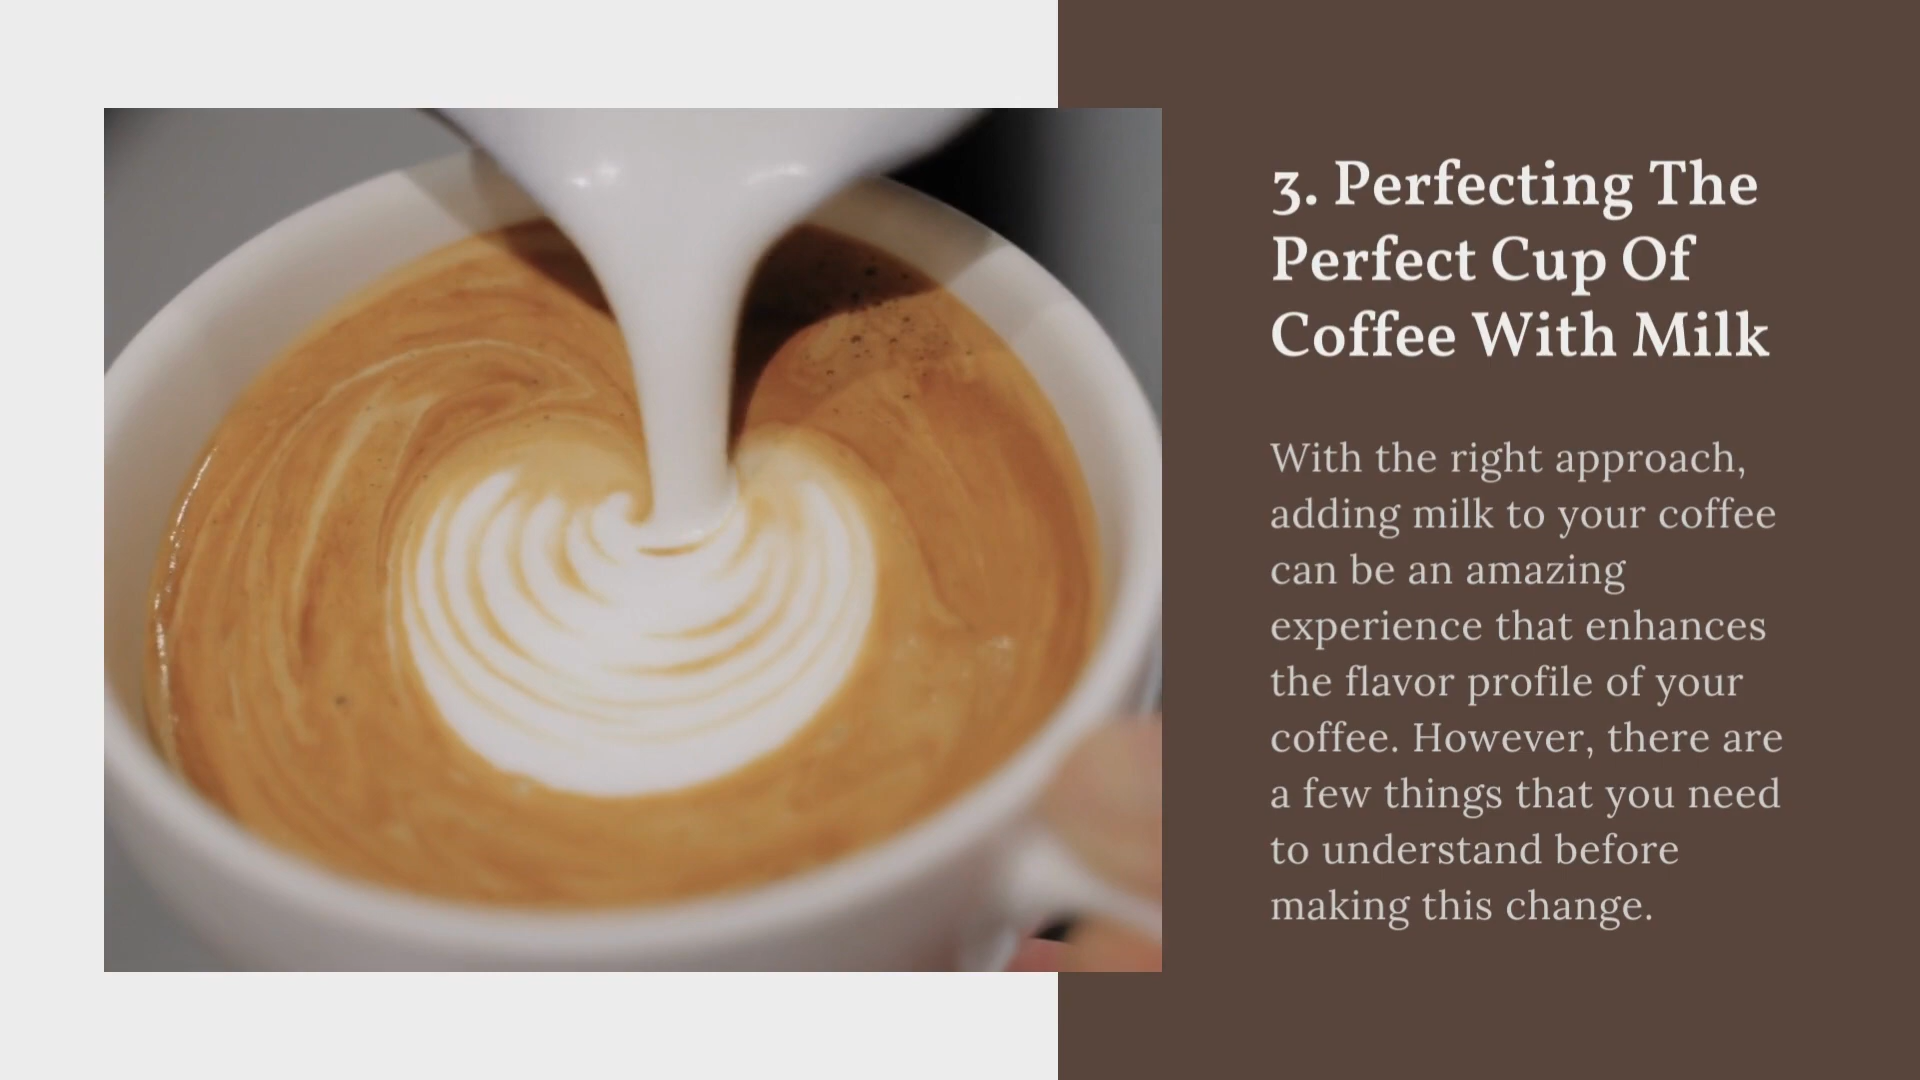 3. Perfecting The
Perfect Cup Of
Coffee With Milk
With the right approach,
adding milk to your coffee
can be an amazing
experience that enhances
the flavor profile of your
coffee. However, there are
a few things that you need
to understand before
making this change.